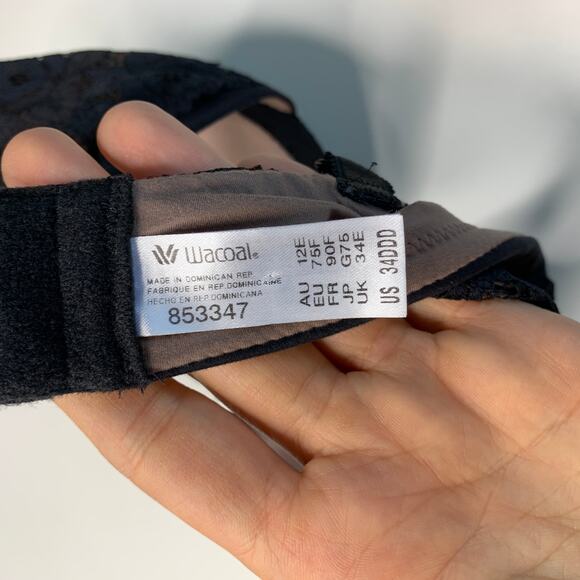 Wacoal®
MADE IN DOMINICAN REP.
FABRIQUE EN REP.DOMINICAINE
HECHO EN REP.DOMINICANA
853347
AU 12E
EU 75F
FR 90F
JP G75
UK 34E
US 34DDD